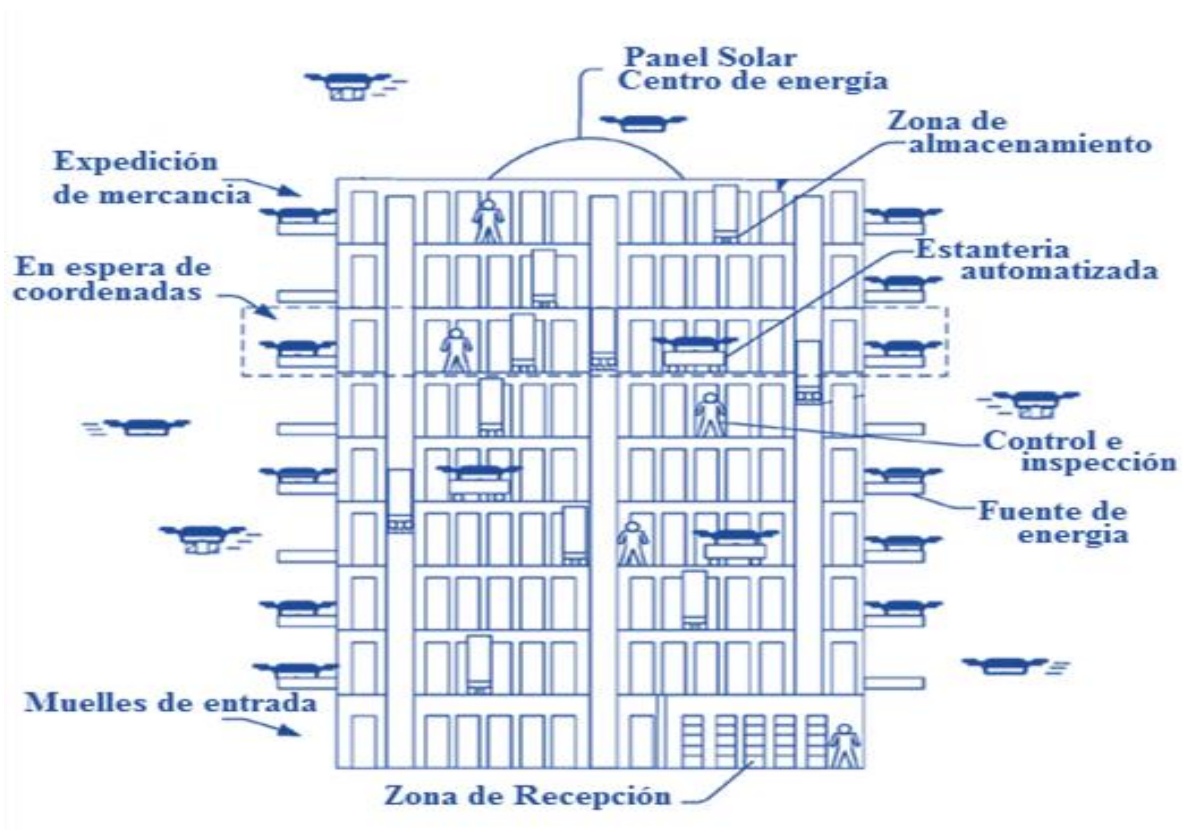 Panel Solar
Centro de energía
Zona de
almacenamiento
Expedición
de mercancia
Estanteria
automatizada
En espera de
coordenadas
Control e
inspección
Fuente de
energia
Muelles de entrada
Zona de Recepción